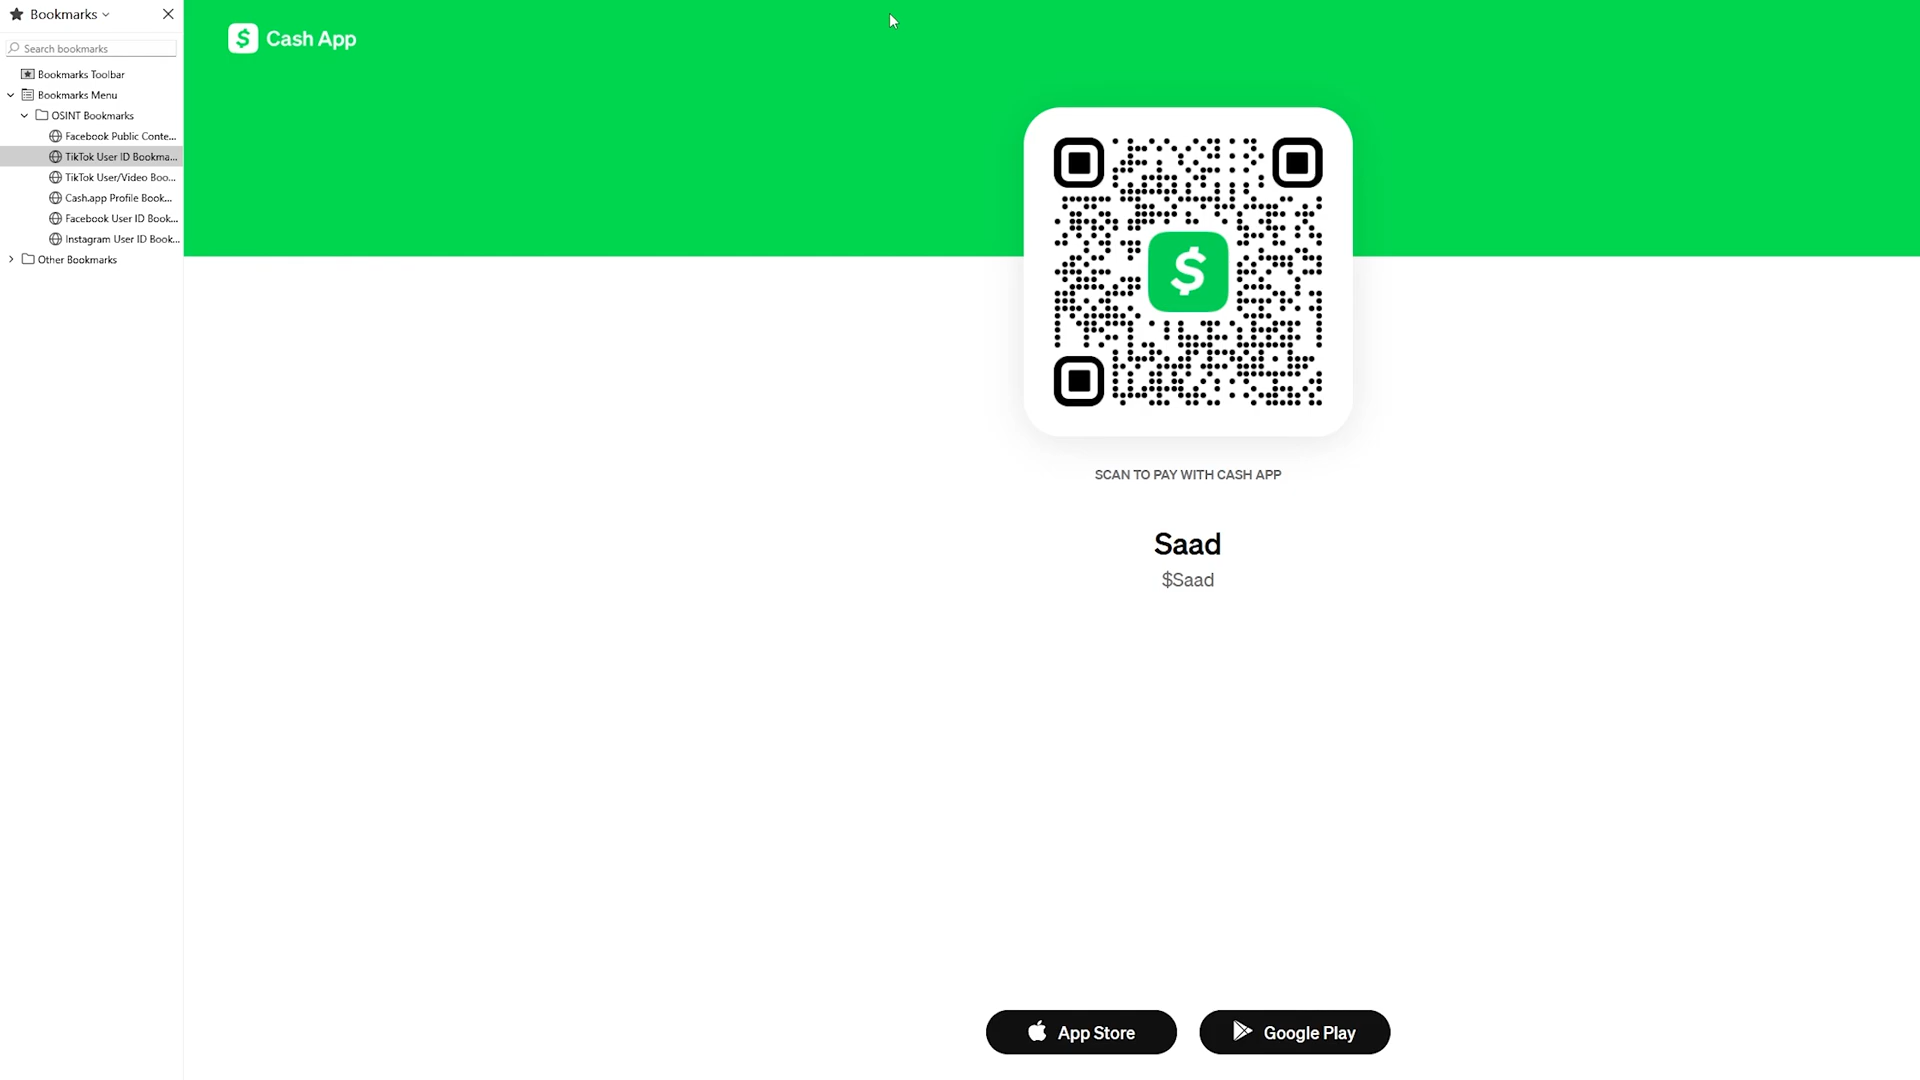 Bookmarks
Search bookmarks
Bookmarks Toolbar
Bookmarks Menu
OSINT Bookmarks
Facebook Public Conte...
TikTok User ID Bookma...
TikTok User/Video Boo...
Cash.app Profile Book...
Facebook User ID Book...
Instagram User ID Book...
Other Bookmarks
$ Cash App
$
SCAN TO PAY WITH CASH APP
Saad
$Saad
App Store
Google Play